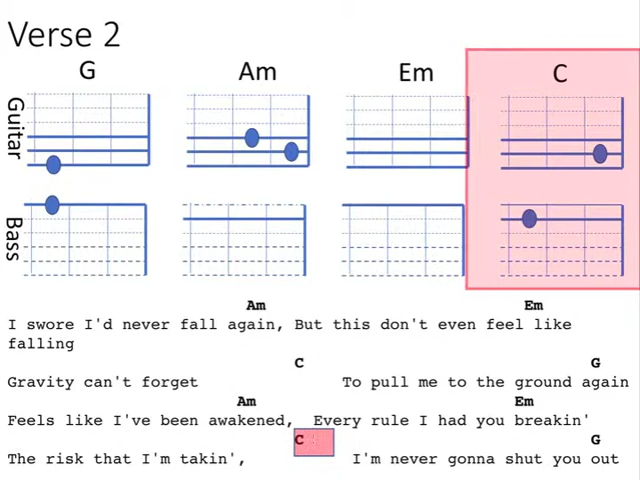 Verse 2
G Am Em C
Guitar
Bass
Am Em
I swore I'd never fall again, But this don't even feel like
falling
C G
Gravity can't forget To pull me to the ground again
Am Em
Feels like I've been awakened, Every rule I had you breakin'
C G
The risk that I'm takin', I'm never gonna shut you out